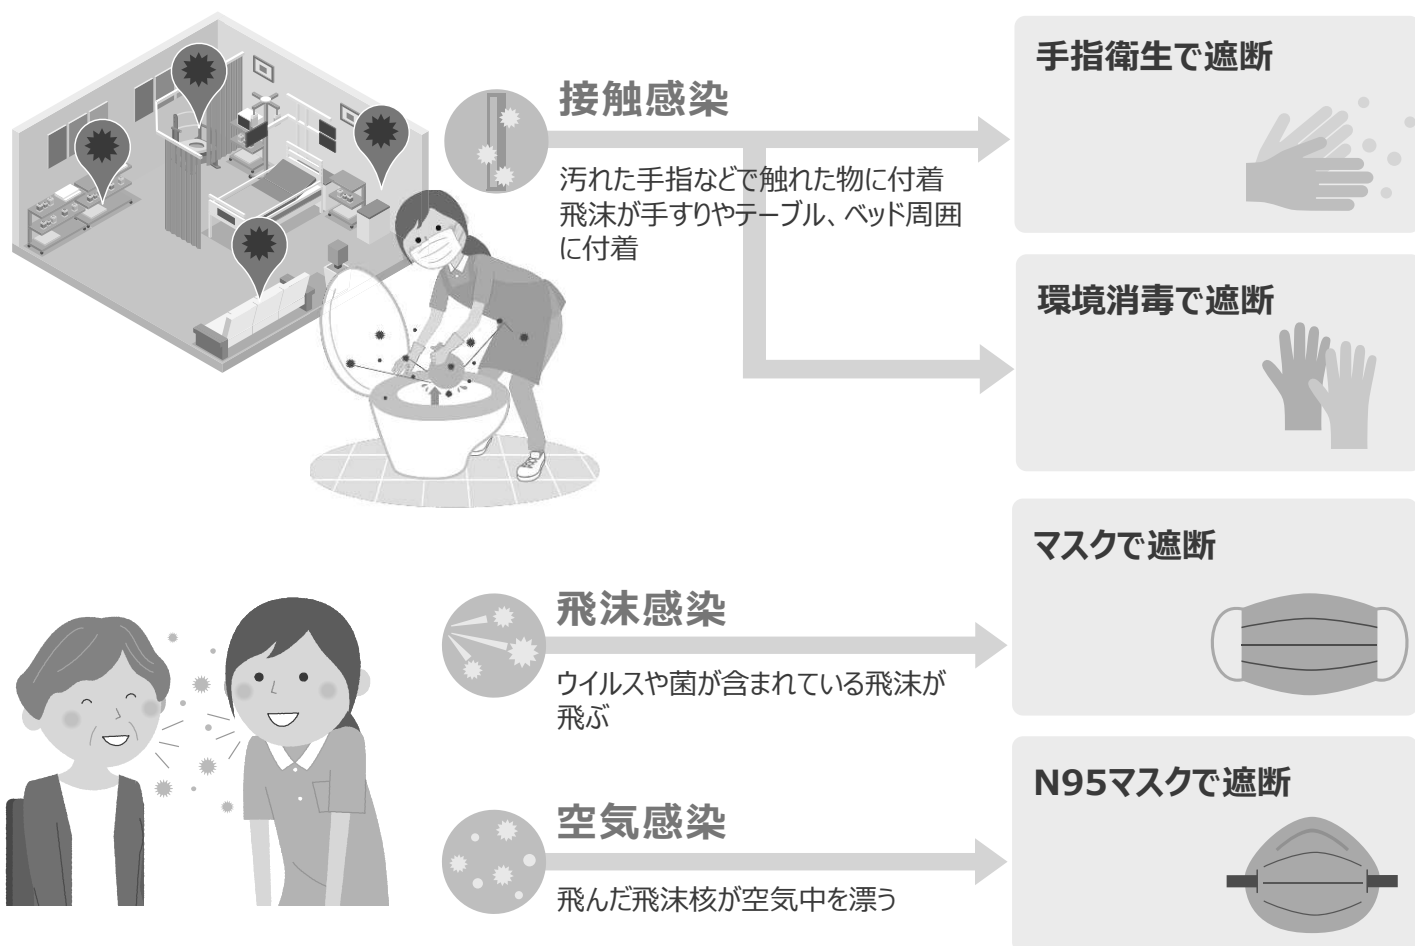 接触感染
汚れた手指などで触れた物に付着
飛沫が手すりやテーブル、ベッド周囲
に付着
手指衛生で遮断
環境消毒で遮断
飛沫感染
ウイルスや菌が含まれている飛沫が
飛ぶ
マスクで遮断
空気感染
飛んだ飛沫核が空気中を漂う
N95マスクで遮断